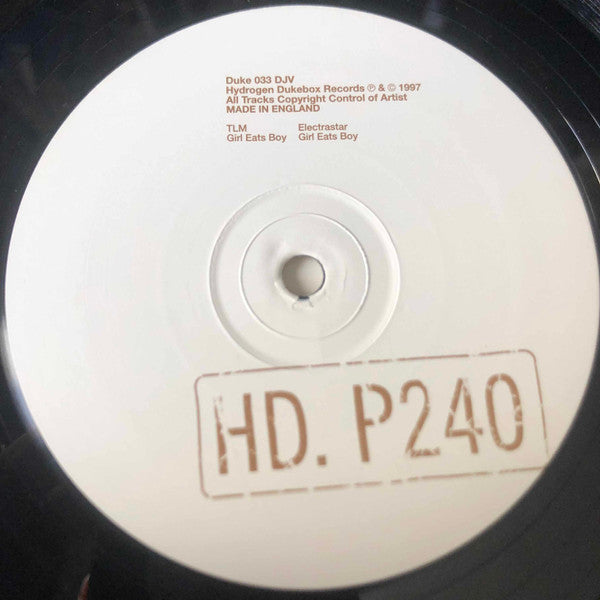 Duke 033 DJV
Hydrogen Dukebox Records ℗ & © 1997
All Tracks Copyright Control of Artist
MADE IN ENGLAND
TLM Electrastar
Girl Eats Boy Girl Eats Boy
HD. P240